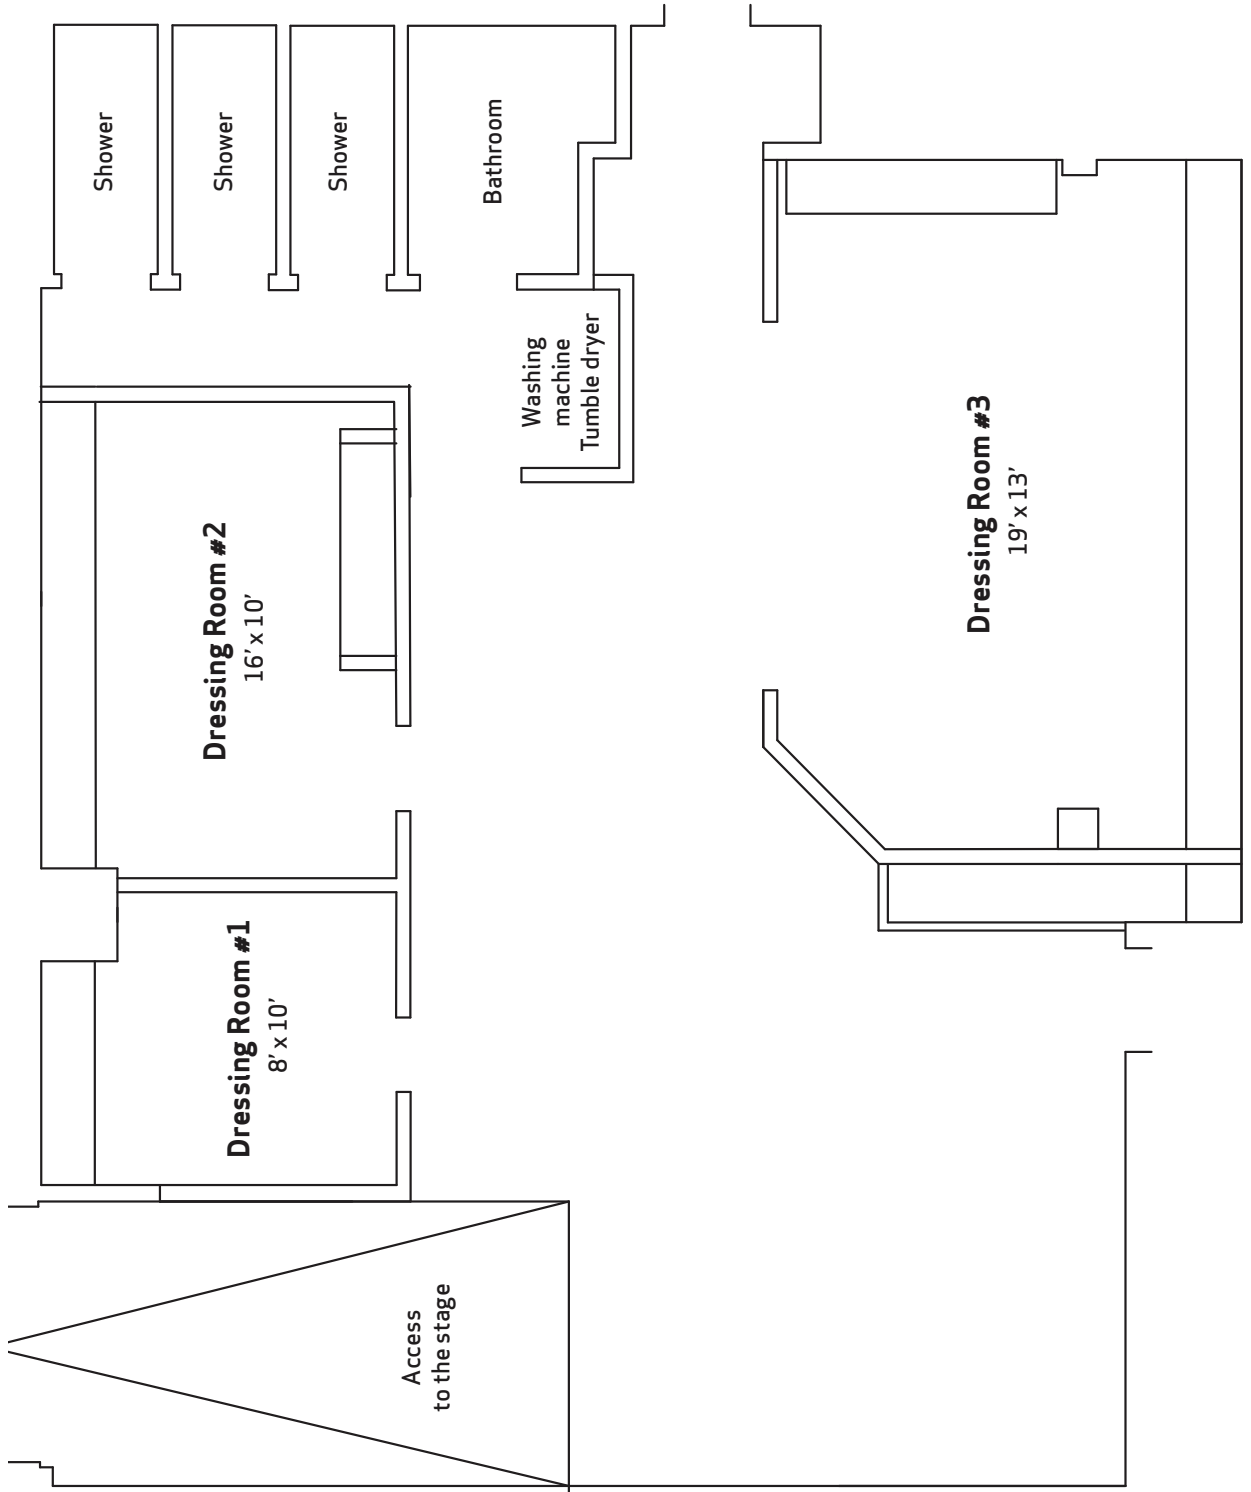 Shower
Shower
Shower
Bathroom
Washing
machine
Tumble dryer
Dressing Room #2
16’ x 10’
Dressing Room #3
19’ x 13’
Dressing Room #1
8’ x 10’
Access
to the stage